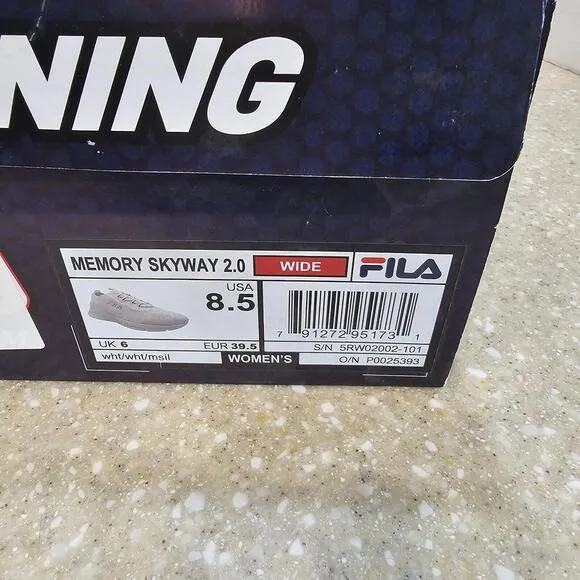 NING
MEMORY SKYWAY 2.0 WIDE FILA
USA
8.5
UK 6 EUR 39.5
wht/wht/msil WOMEN'S
7 91272 95173 1
S/N 5RW02002-101
O/N P0025393